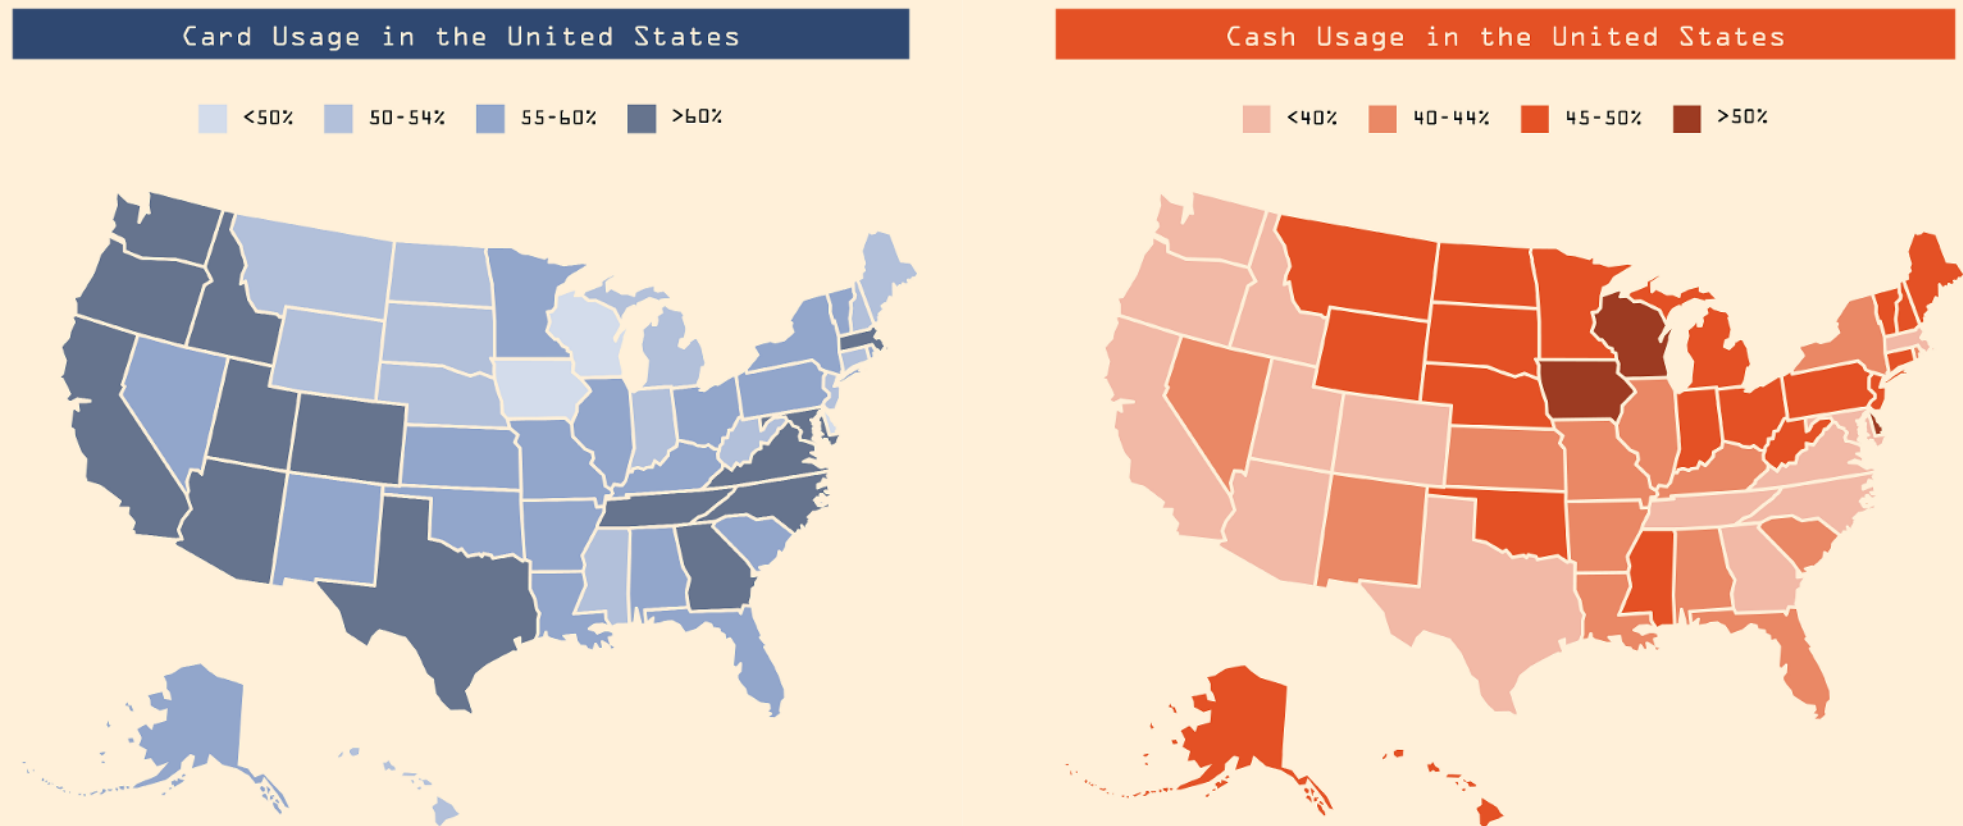 Card Usage in the United States
<50% 50-54% 55-60% >60%
Cash Usage in the United States
<40% 40-44% 45-50% >50%